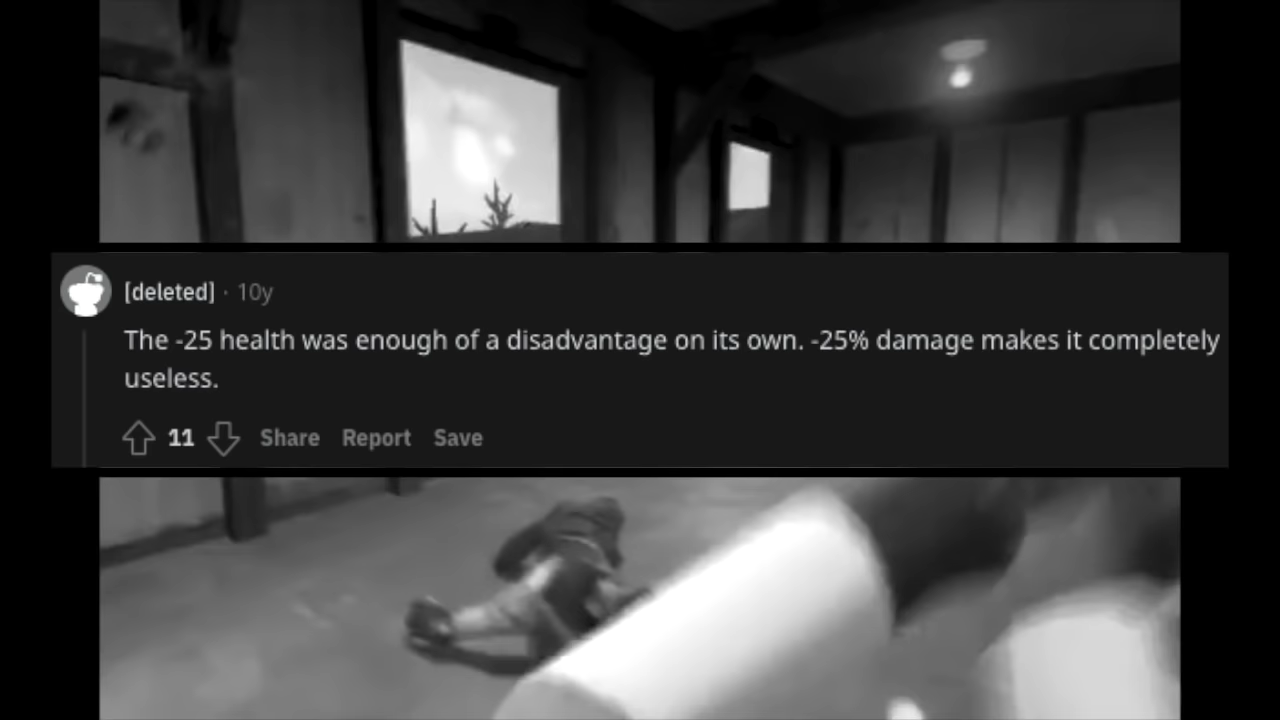 [deleted] · 10y
The -25 health was enough of a disadvantage on its own. -25% damage makes it completely
useless.
11 Share Report Save